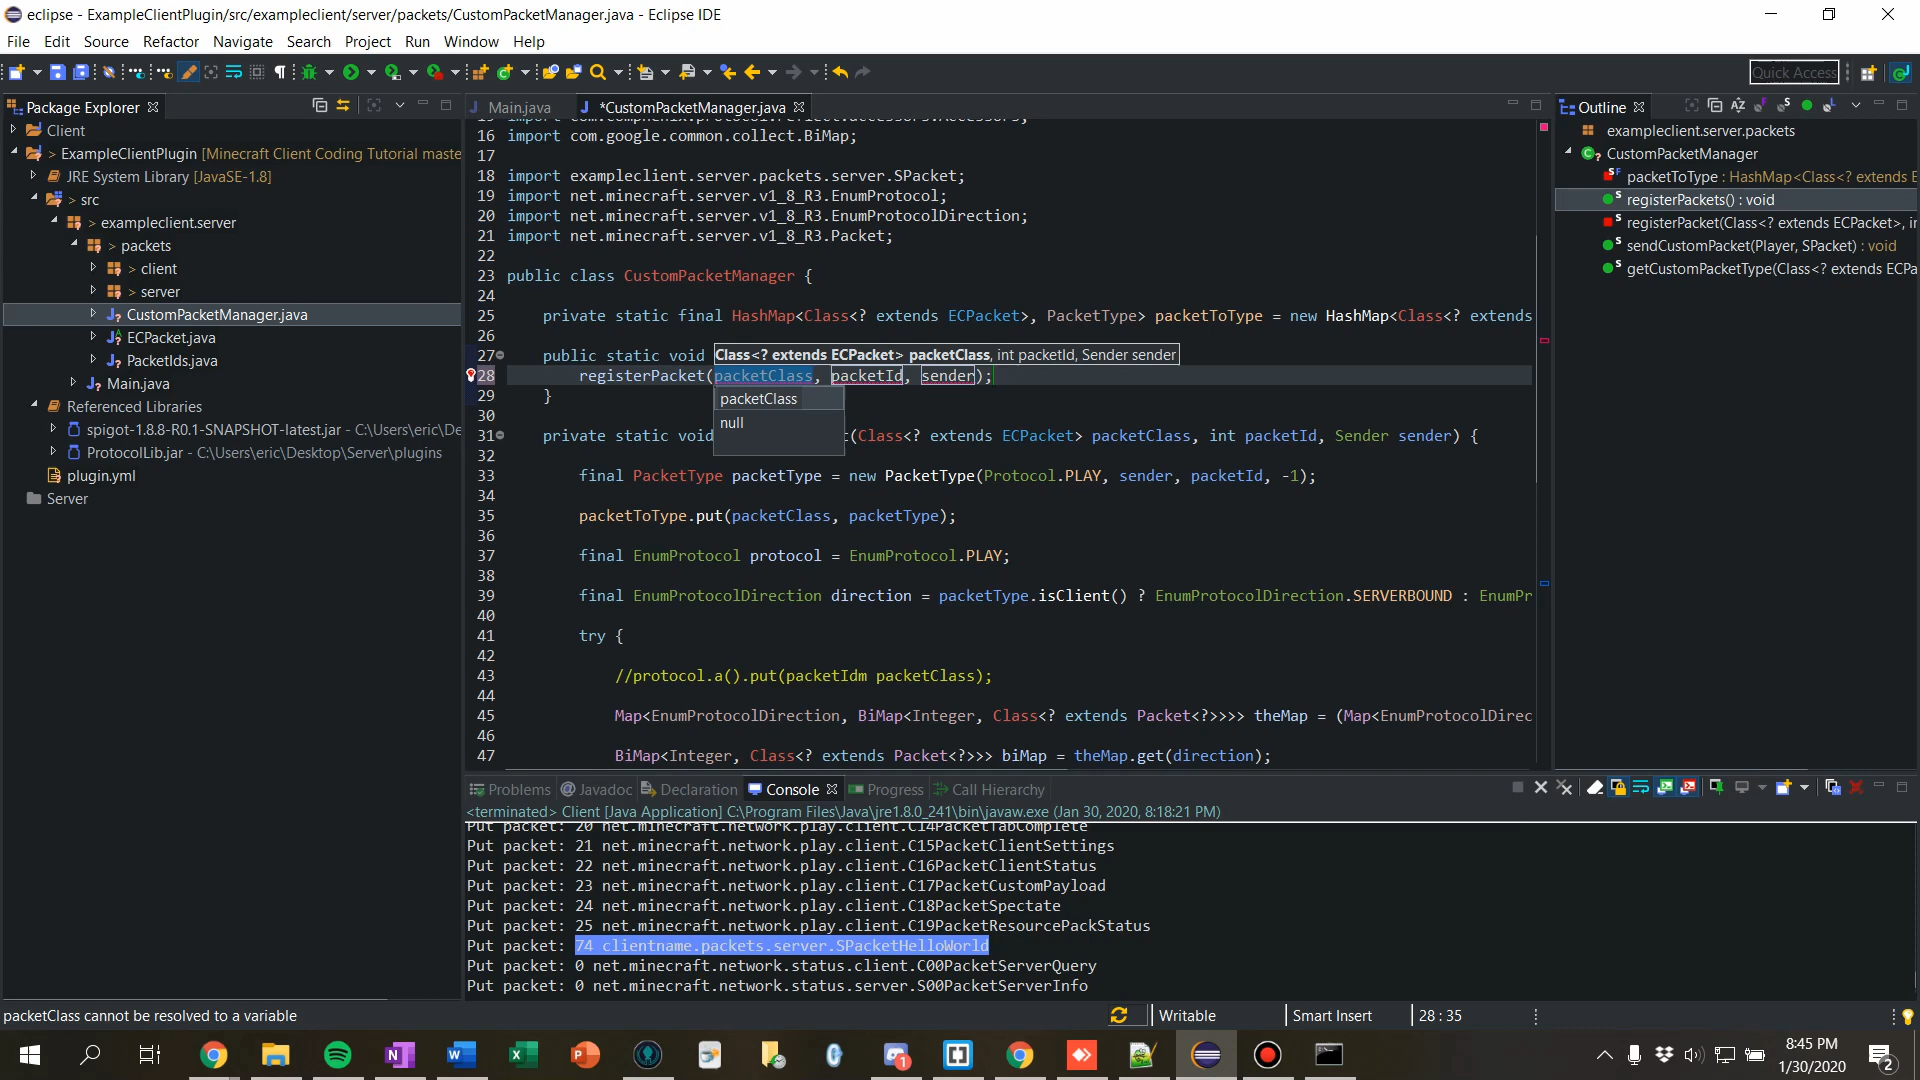 eclipse - ExampleClientPlugin/src/exampleclient/server/packets/CustomPacketManager.java - Eclipse IDE
File Edit Source Refactor Navigate Search Project Run Window Help
Quick Access
Package Explorer
Client
> ExampleClientPlugin [Minecraft Client Coding Tutorial maste
JRE System Library [JavaSE-1.8]
> src
> exampleclient.server
> packets
> client
> server
CustomPacketManager.java
ECPacket.java
PacketIds.java
Main.java
Referenced Libraries
spigot-1.8.8-R0.1-SNAPSHOT-latest.jar - C:\Users\eric\De
ProtocolLib.jar - C:\Users\eric\Desktop\Server\plugins
plugin.yml
Server
Main.java *CustomPacketManager.java
16 import com.google.common.collect.BiMap;
17
18 import exampleclient.server.packets.server.SPacket;
19 import net.minecraft.server.v1_8_R3.EnumProtocol;
20 import net.minecraft.server.v1_8_R3.EnumProtocolDirection;
21 import net.minecraft.server.v1_8_R3.Packet;
22
23 public class CustomPacketManager {
24
25 private static final HashMap<Class<? extends ECPacket>, PacketType> packetToType = new HashMap<Class<? extends
26
27 public static void Class<? extends ECPacket> packetClass, int packetId, Sender sender
28 registerPacket(packetClass, packetId, sender);
packetClass
null
29 }
30
31 private static void t(Class<? extends ECPacket> packetClass, int packetId, Sender sender) {
32
33 final PacketType packetType = new PacketType(Protocol.PLAY, sender, packetId, -1);
34
35 packetToType.put(packetClass, packetType);
36
37 final EnumProtocol protocol = EnumProtocol.PLAY;
38
39 final EnumProtocolDirection direction = packetType.isClient() ? EnumProtocolDirection.SERVERBOUND : EnumPr
40
41 try {
42
43 //protocol.a().put(packetIdm packetClass);
44
45 Map<EnumProtocolDirection, BiMap<Integer, Class<? extends Packet<?>>>> theMap = (Map<EnumProtocolDirec
46
47 BiMap<Integer, Class<? extends Packet<?>>> biMap = theMap.get(direction);
Outline
exampleclient.server.packets
CustomPacketManager
packetToType : HashMap<Class<? extends E
registerPackets() : void
registerPacket(Class<? extends ECPacket>, in
sendCustomPacket(Player, SPacket) : void
getCustomPacketType(Class<? extends ECPa
Problems Javadoc Declaration Console Progress Call Hierarchy
<terminated> Client [Java Application] C:\Program Files\Java\jre1.8.0_241\bin\javaw.exe (Jan 30, 2020, 8:18:21 PM)
Put packet: 20 net.minecraft.network.play.client.C14PacketTabComplete
Put packet: 21 net.minecraft.network.play.client.C15PacketClientSettings
Put packet: 22 net.minecraft.network.play.client.C16PacketClientStatus
Put packet: 23 net.minecraft.network.play.client.C17PacketCustomPayload
Put packet: 24 net.minecraft.network.play.client.C18PacketSpectate
Put packet: 25 net.minecraft.network.play.client.C19PacketResourcePackStatus
Put packet: 74 clientname.packets.server.SPacketHelloWorld
Put packet: 0 net.minecraft.network.status.client.C00PacketServerQuery
Put packet: 0 net.minecraft.network.status.server.S00PacketServerInfo
packetClass cannot be resolved to a variable
Writable Smart Insert 28 : 35
8:45 PM
1/30/2020
2